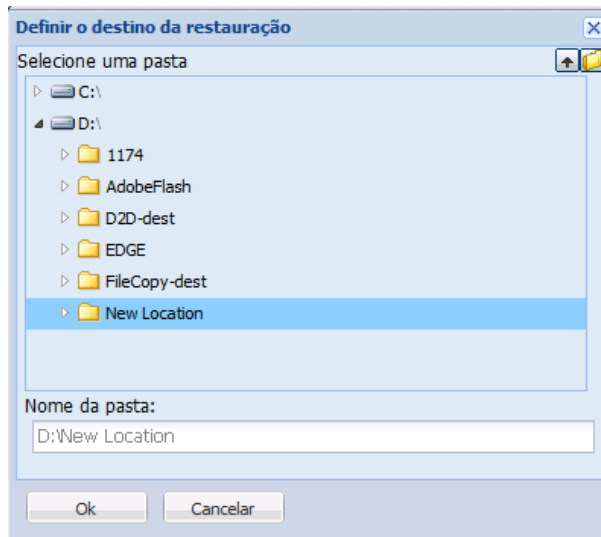 Definir o destino da restauração
Selecione uma pasta
C:\
D:\
1174
AdobeFlash
D2D-dest
EDGE
FileCopy-dest
New Location
Nome da pasta:
D:\New Location
Ok Cancelar